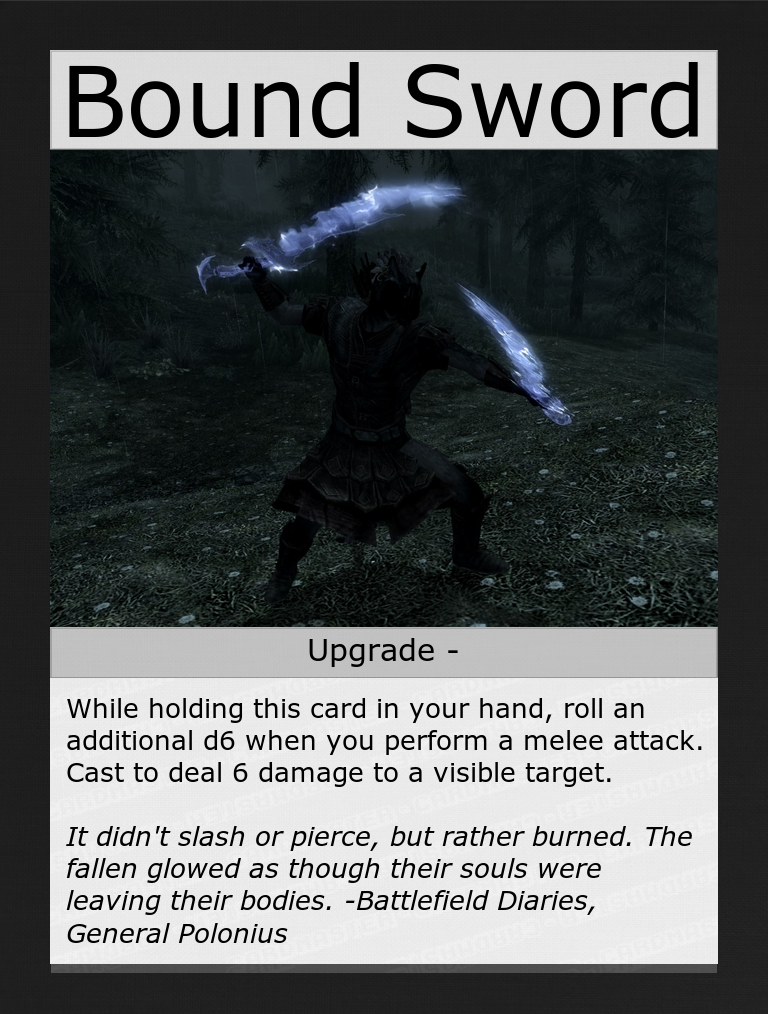 Bound Sword
Upgrade -
While holding this card in your hand, roll an
additional d6 when you perform a melee attack.
Cast to deal 6 damage to a visible target.
It didn't slash or pierce, but rather burned. The
fallen glowed as though their souls were
leaving their bodies. -Battlefield Diaries,
General Polonius